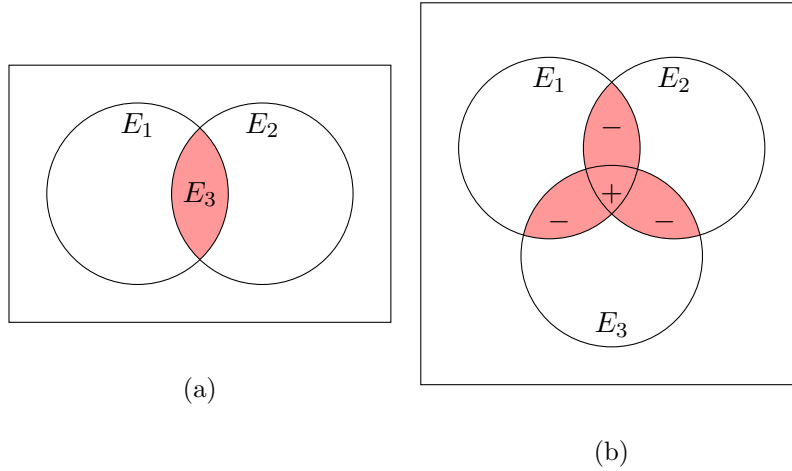 E₁ E₂
E₃
(a)
E₁ E₂
−
+
− −
E₃
(b)